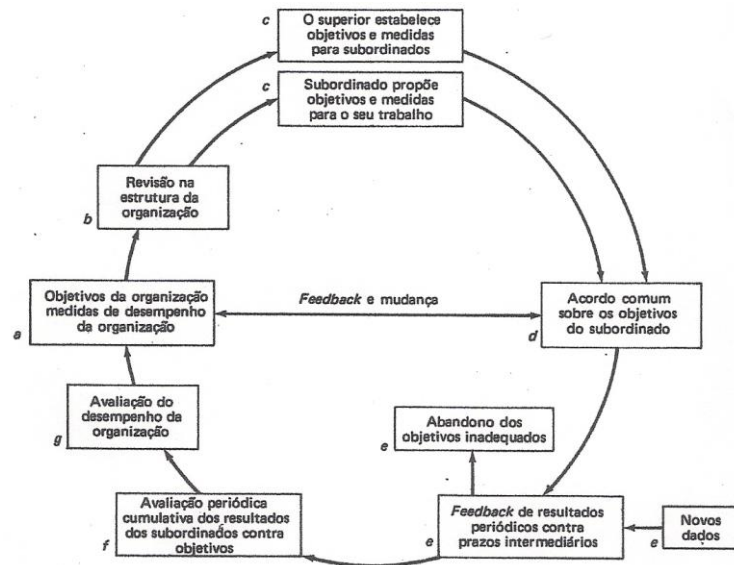 c
O superior estabelece
objetivos e medidas
para subordinados
c
Subordinado propõe
objetivos e medidas
para o seu trabalho
Revisão na
estrutura da
organização
b
Objetivos da organização
medidas de desempenho
da organização
a
Feedback e mudança
Acordo comum
sobre os objetivos
do subordinado
d
Avaliação do
desempenho da
organização
g
Abandono dos
objetivos inadequados
e
Avaliação periódica
cumulativa dos resultados
dos subordinados contra
objetivos
f
Feedback de resultados
periódicos contra
prazos intermediários
e
Novos
dados
e